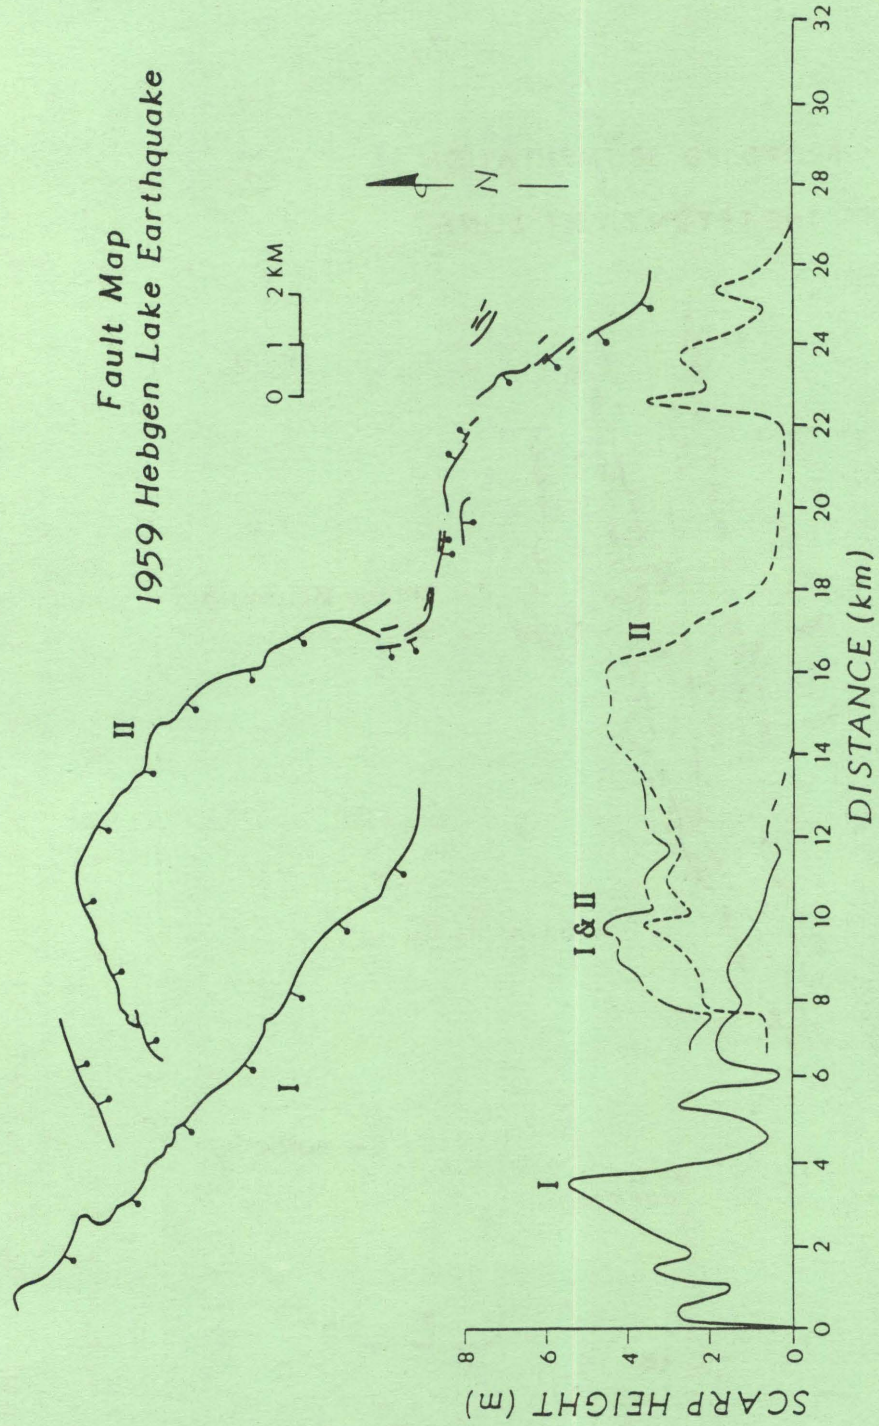 Fault Map
1959 Hebgen Lake Earthquake
0 1 2 KM
N
II
I
I
I & II
II
SCARP HEIGHT (m)
8
6
4
2
0
0 2 4 6 8 10 12 14 16 18 20 22 24 26 28 30 32
DISTANCE (km)